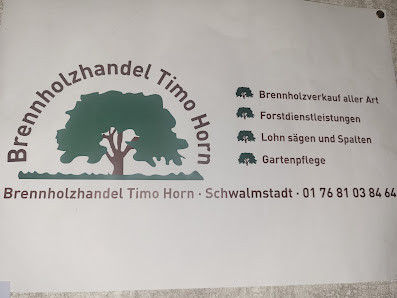 Brennholzhandel Timo Horn
Brennholzverkauf aller Art
Forstdienstleistungen
Lohn sägen und Spalten
Gartenpflege
Brennholzhandel Timo Horn · Schwalmstadt · 01 76 81 03 84 64